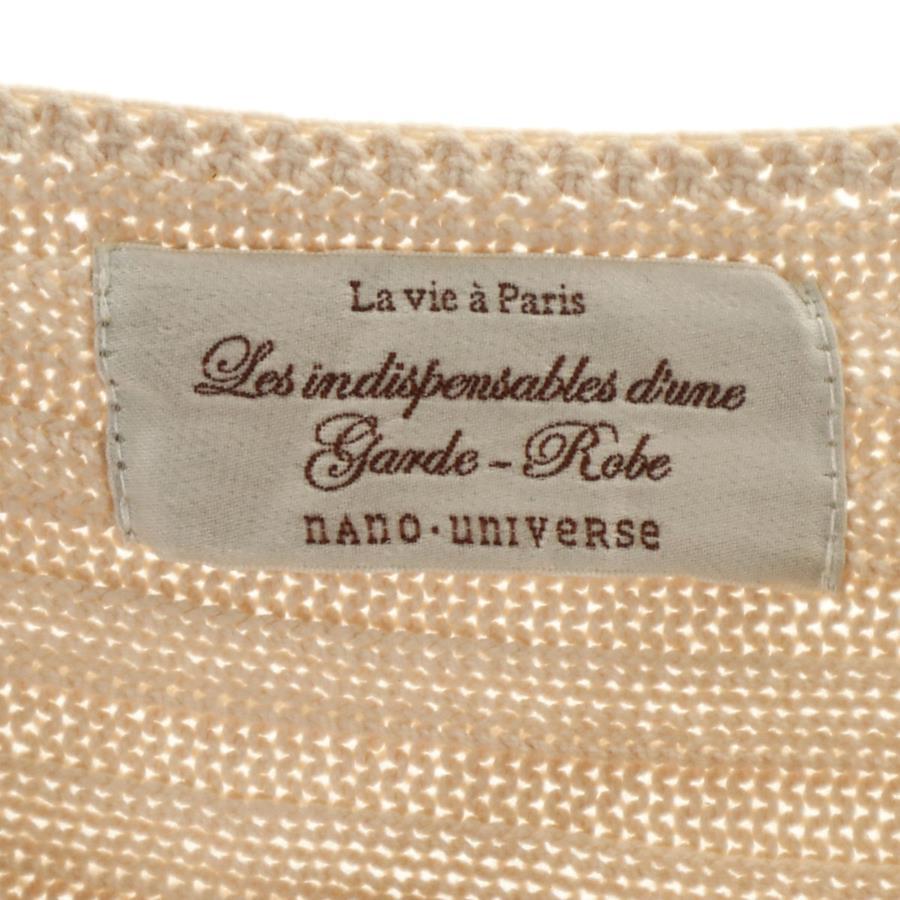 La vie à Paris
Les indispensables d'une
Garde - Robe
nAnO·universe